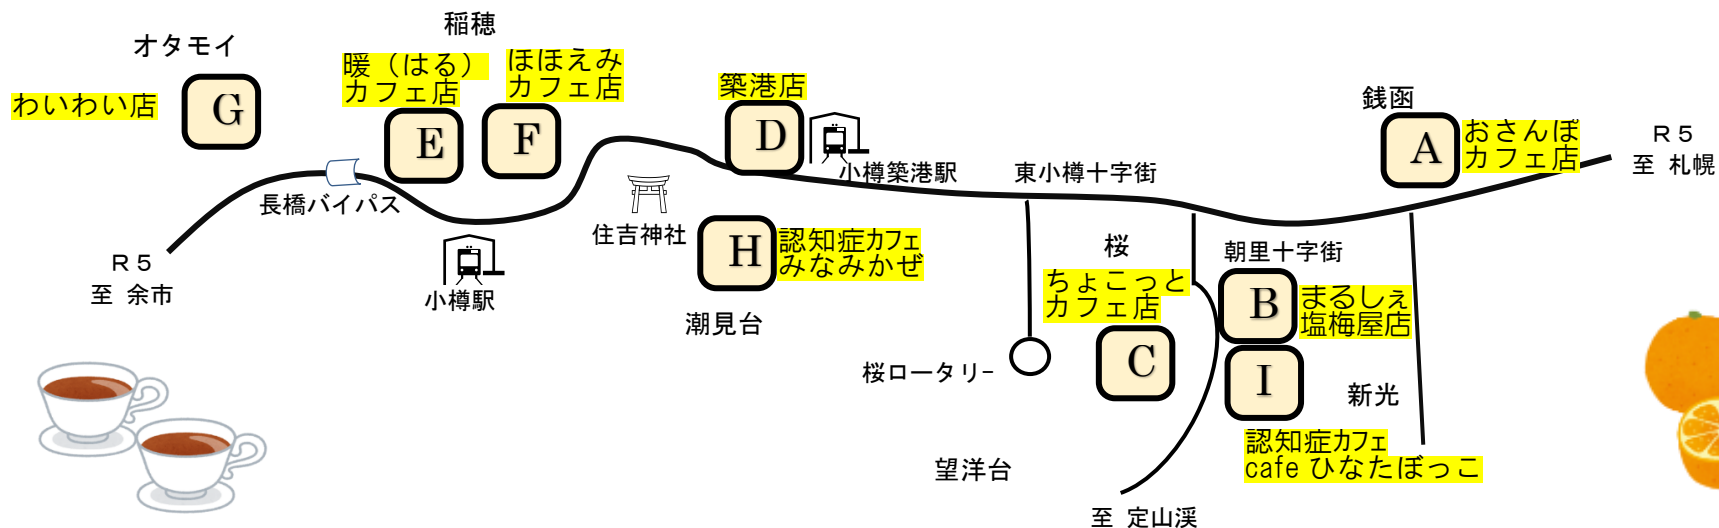 稲穂
オタモイ
暖（はる）
カフェ店
ほほえみ
カフェ店
わいわい店
G
E
F
築港店
D
小樽築港駅
東小樽十字街
銭函
A
おさんぽ
カフェ店
R5
至 札幌
長橋バイパス
R5
至 余市
小樽駅
住吉神社
H
認知症カフェ
みなみかぜ
潮見台
桜
ちょこっと
カフェ店
C
朝里十字街
B
まるしぇ
塩梅屋店
I
桜ロータリー
新光
認知症カフェ
cafe ひなたぼっこ
望洋台
至 定山渓